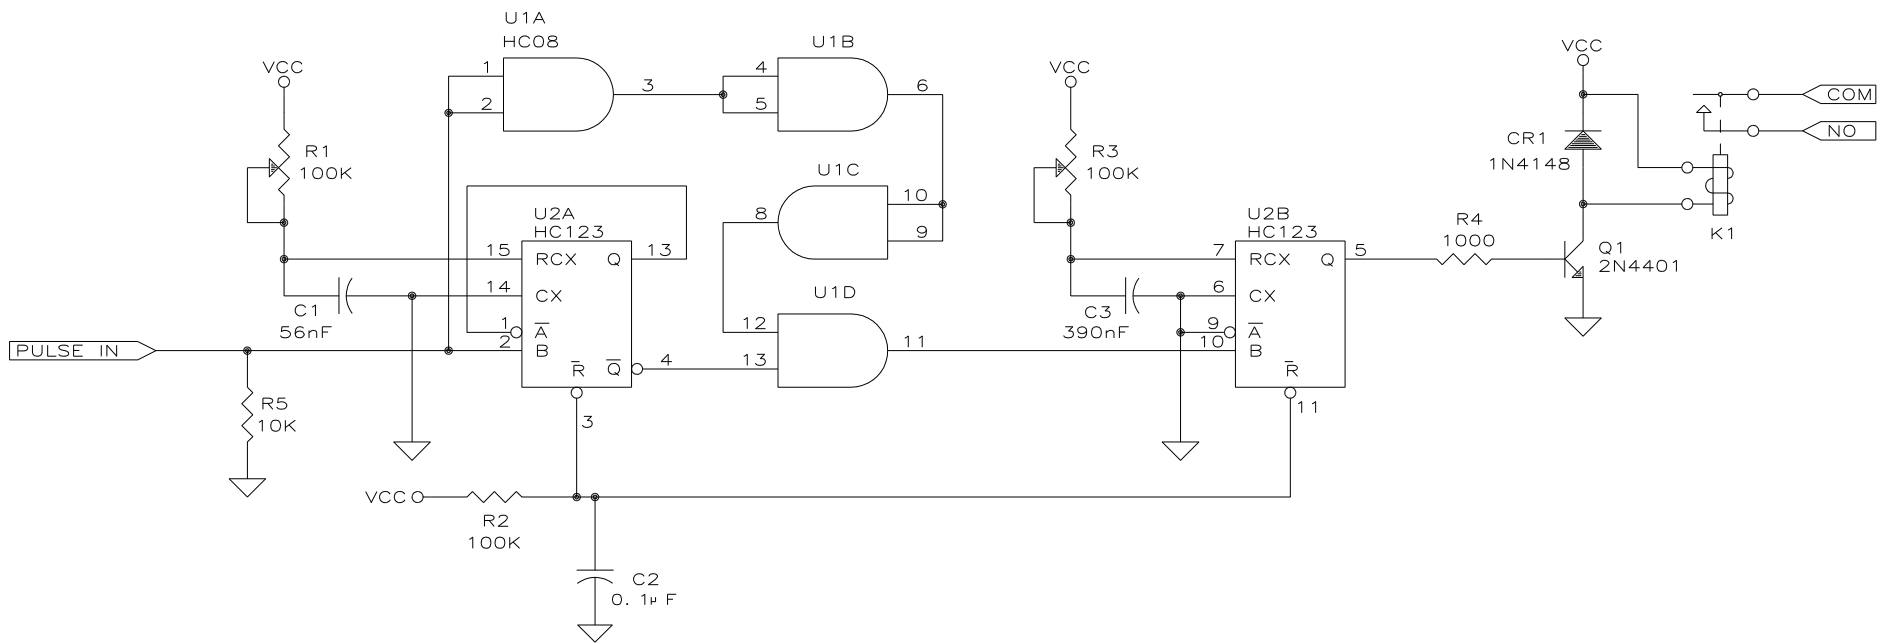 U1A
HC08
U1B
VCC
1
2
3
4
5
6
VCC
VCC
COM
NO
R1
100K
U1C
10
9
8
R3
100K
CR1
1N4148
K1
U2A
HC123
15
RCX
Q
13
14
CX
1
A̅
2
B
R̅
Q̅
4
3
C1
56nF
PULSE IN
R5
10K
U1D
12
13
11
C3
390nF
U2B
HC123
7
RCX
Q
5
6
CX
9
A̅
10
B
R̅
11
R4
1000
Q1
2N4401
VCC
R2
100K
C2
0.1µF